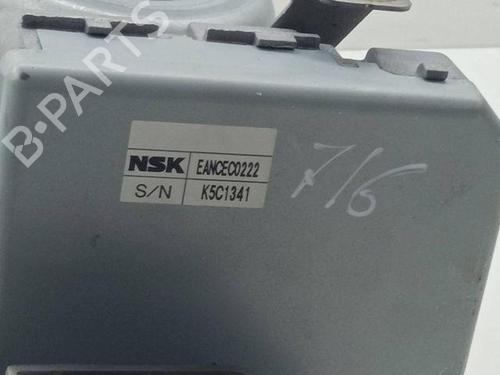 B-PARTS
NSK EANCEC0222
S/N K5C1341
7/6